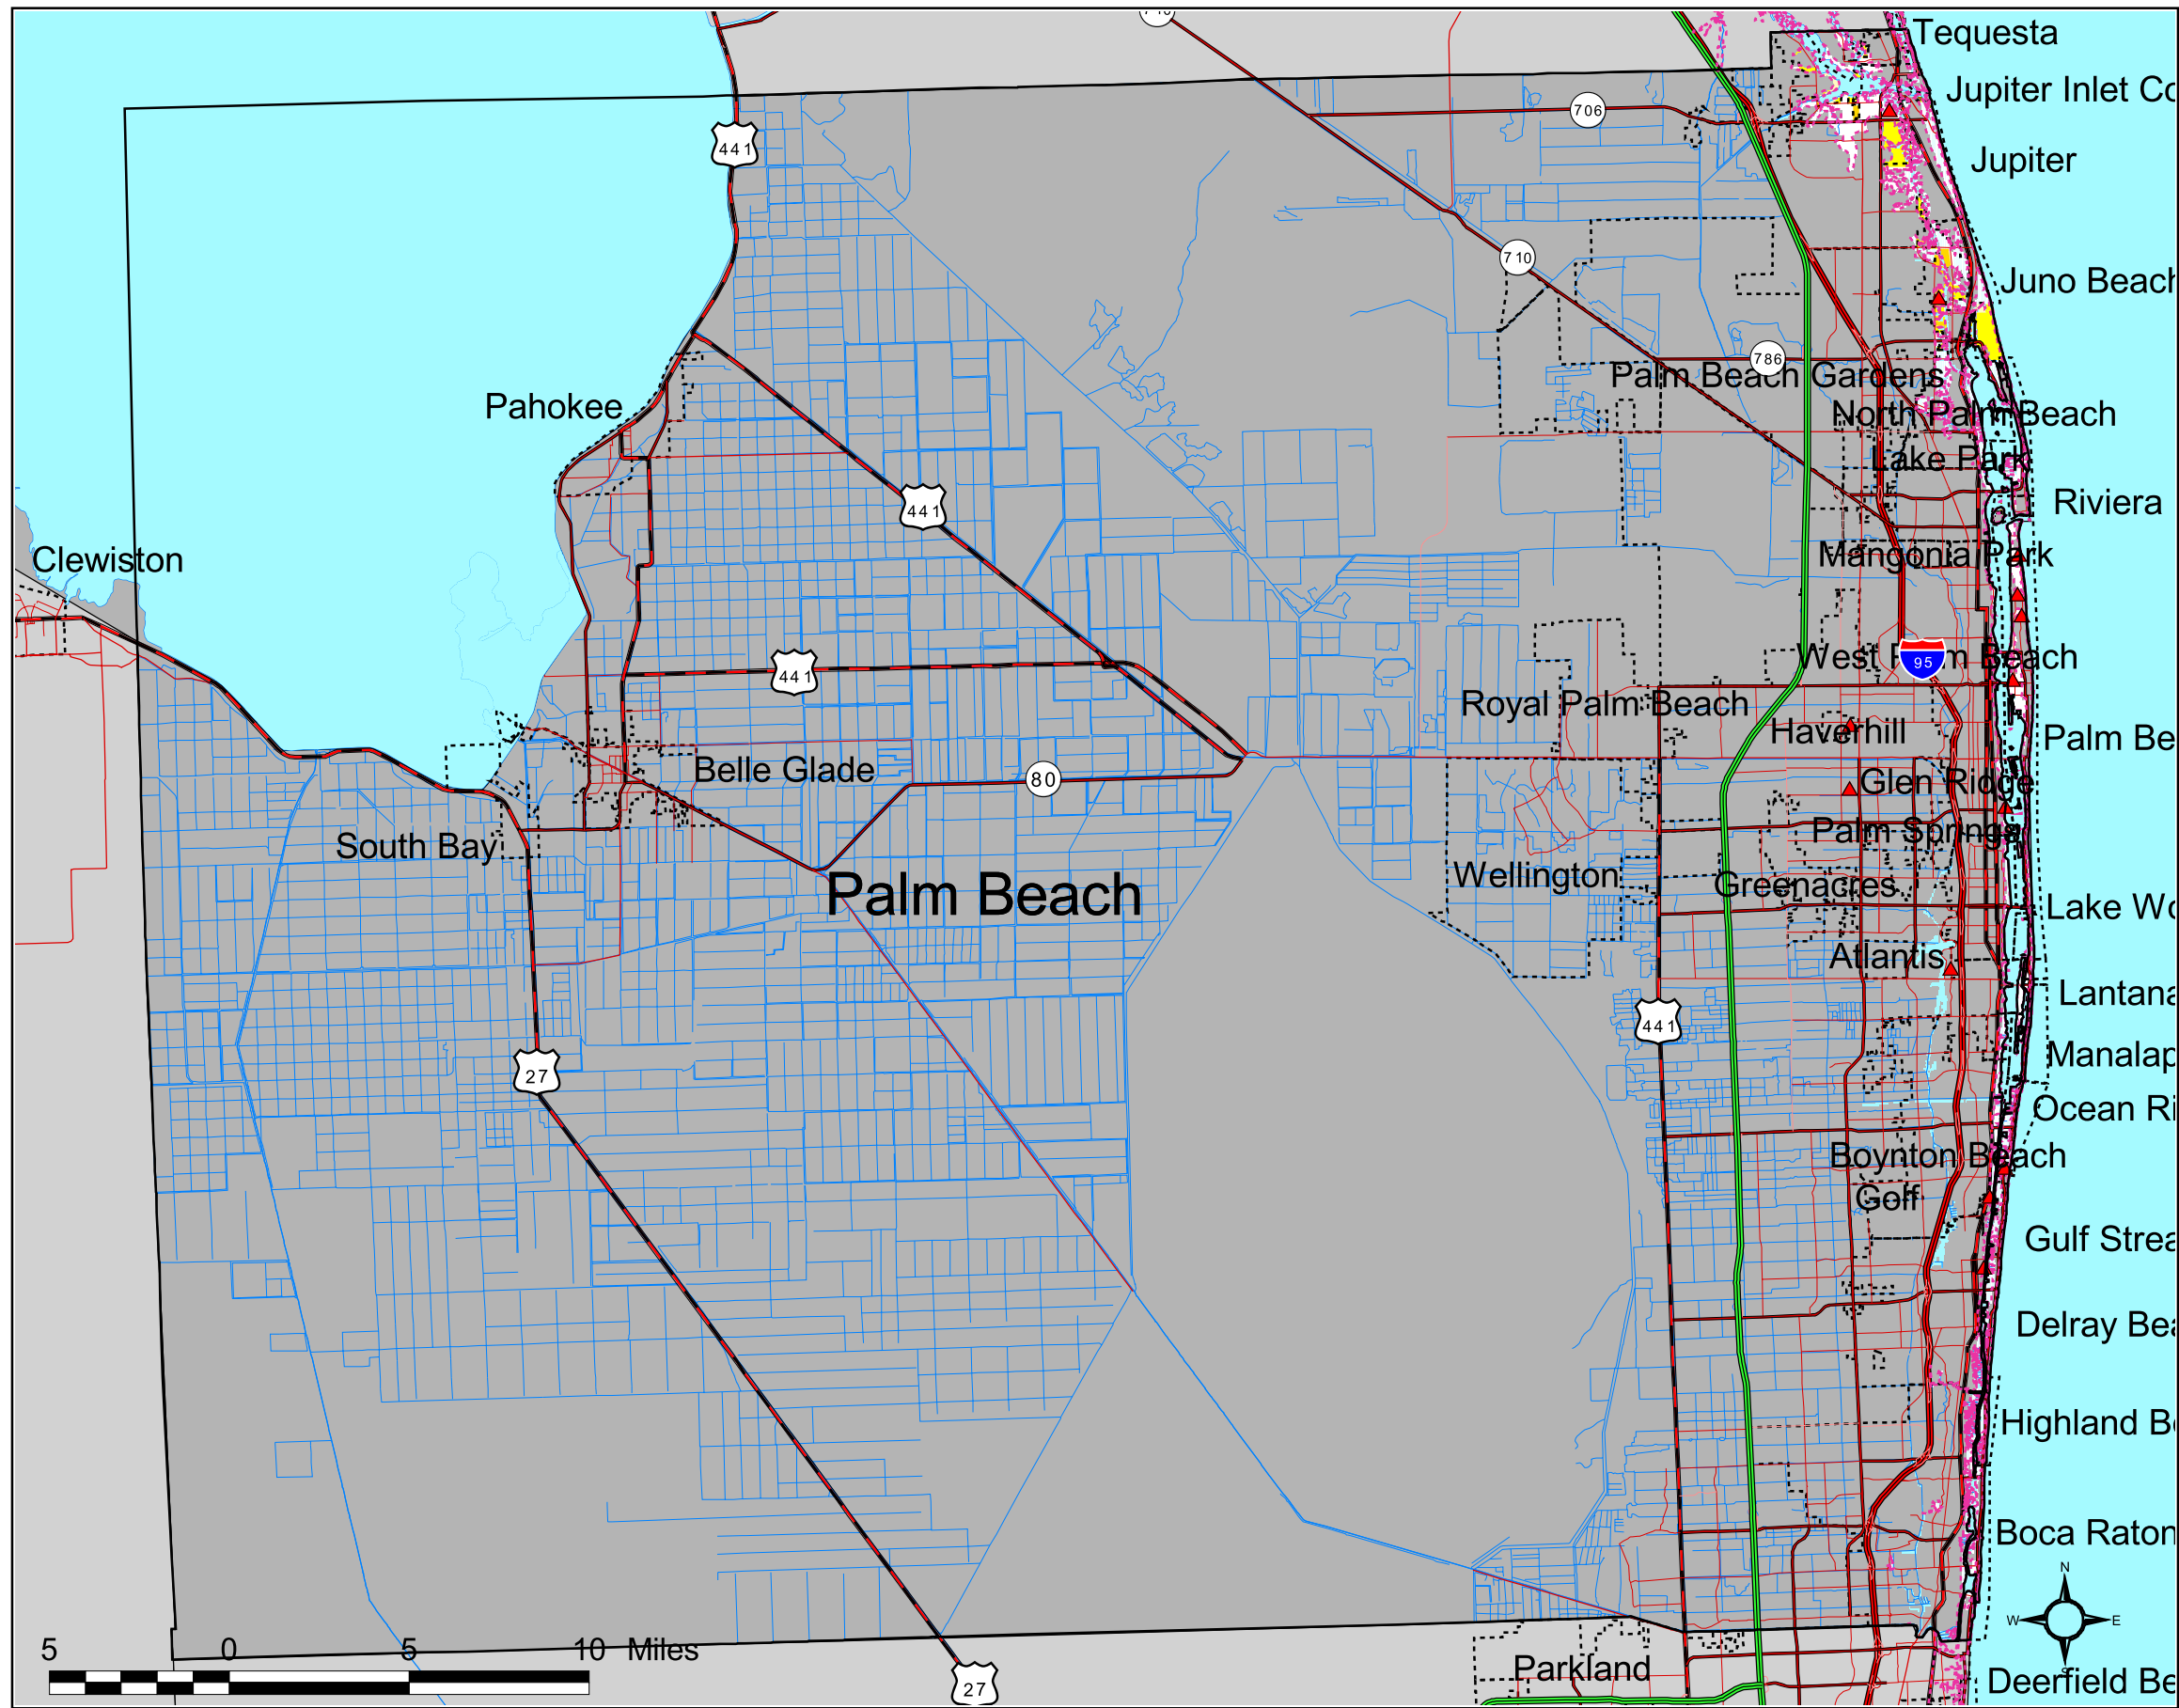 Tequesta
Jupiter Inlet Co
706
441
Jupiter
710
Juno Beach
786
Palm Beach Gardens
Pahokee
North Palm Beach
Lake Park
441
Riviera
Clewiston
Mangonia Park
441
West Palm Beach
95
Royal Palm Beach
Haverhill
Palm Be
Belle Glade
80
Glen Ridge
South Bay
Palm Springs
Palm Beach
Wellington
Greenacres
Lake Wo
Atlantis
Lantana
441
Manalap
27
Ocean Ri
Boynton Beach
Golf
Gulf Strea
Delray Bea
Highland Be
Boca Raton
N
W E
S
5 0 5 10 Miles
Parkland
27
Deerfield Be